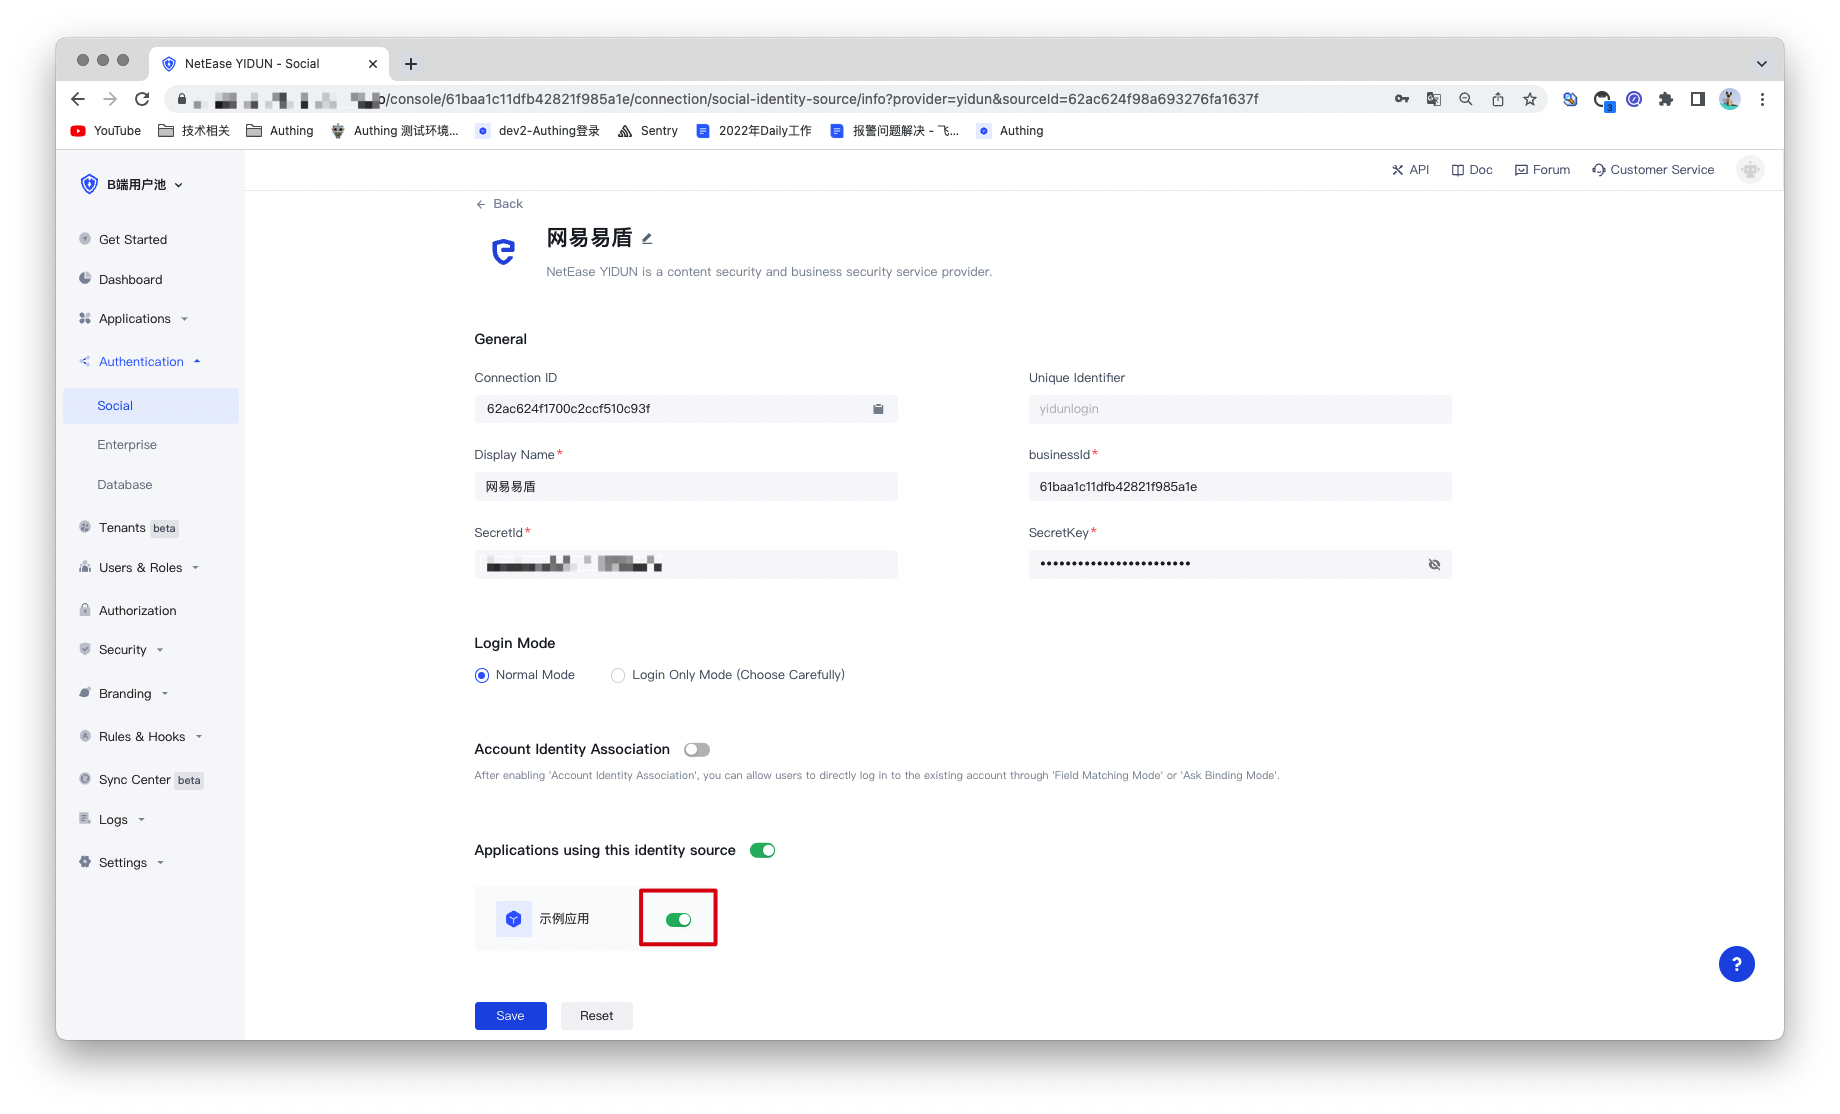 NetEase YIDUN - Social
o/console/61baa1c11dfb42821f985a1e/connection/social-identity-source/info?provider=yidun&sourceId=62ac624f98a693276fa1637f
3
YouTube
技术相关
Authing
Authing 测试环境...
dev2-Authing登录
Sentry
2022年Daily工作
报警问题解决 - 飞...
Authing
B端用户池
API
Doc
Forum
Customer Service
Get Started
Dashboard
Applications
Authentication
Social
Enterprise
Database
Tenants beta
Users & Roles
Authorization
Security
Branding
Rules & Hooks
Sync Center beta
Logs
Settings
Back
网易易盾
NetEase YIDUN is a content security and business security service provider.
General
Connection ID
Unique Identifier
62ac624f1700c2ccf510c93f
yidunlogin
Display Name*
businessId*
网易易盾
61baa1c11dfb42821f985a1e
SecretId*
SecretKey*
••••••••••••••••••••••••
Login Mode
Normal Mode
Login Only Mode (Choose Carefully)
Account Identity Association
After enabling 'Account Identity Association', you can allow users to directly log in to the existing account through 'Field Matching Mode' or 'Ask Binding Mode'.
Applications using this identity source
示例应用
?
Save
Reset